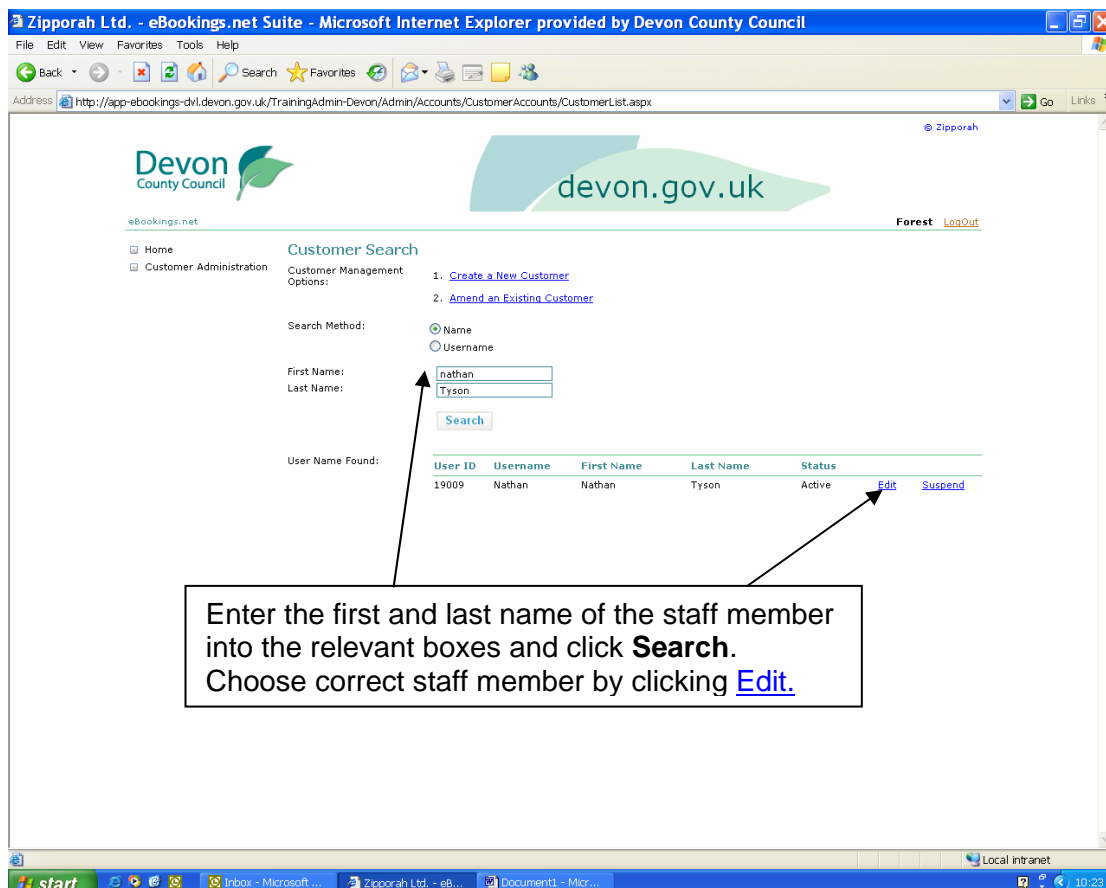 Zipporah Ltd. - eBookings.net Suite - Microsoft Internet Explorer provided by Devon County Council
File Edit View Favorites Tools Help
Back Search Favorites
Address http://app-ebookings-dvl.devon.gov.uk/TrainingAdmin-Devon/Admin/Accounts/CustomerAccounts/CustomerList.aspx Go Links
© Zipporah
Devon
County Council
devon.gov.uk
eBookings.net Forest LogOut
Home
Customer Administration
Customer Search
Customer Management
Options:
1. Create a New Customer
2. Amend an Existing Customer
Search Method:
Name
Username
First Name: nathan
Last Name: Tyson
Search
User Name Found:
User ID Username First Name Last Name Status
19009 Nathan Nathan Tyson Active Edit Suspend
Enter the first and last name of the staff member
into the relevant boxes and click Search.
Choose correct staff member by clicking Edit.
Local intranet
start Inbox - Microsoft ... Zipporah Ltd. - eB... Document1 - Micr... 10:23